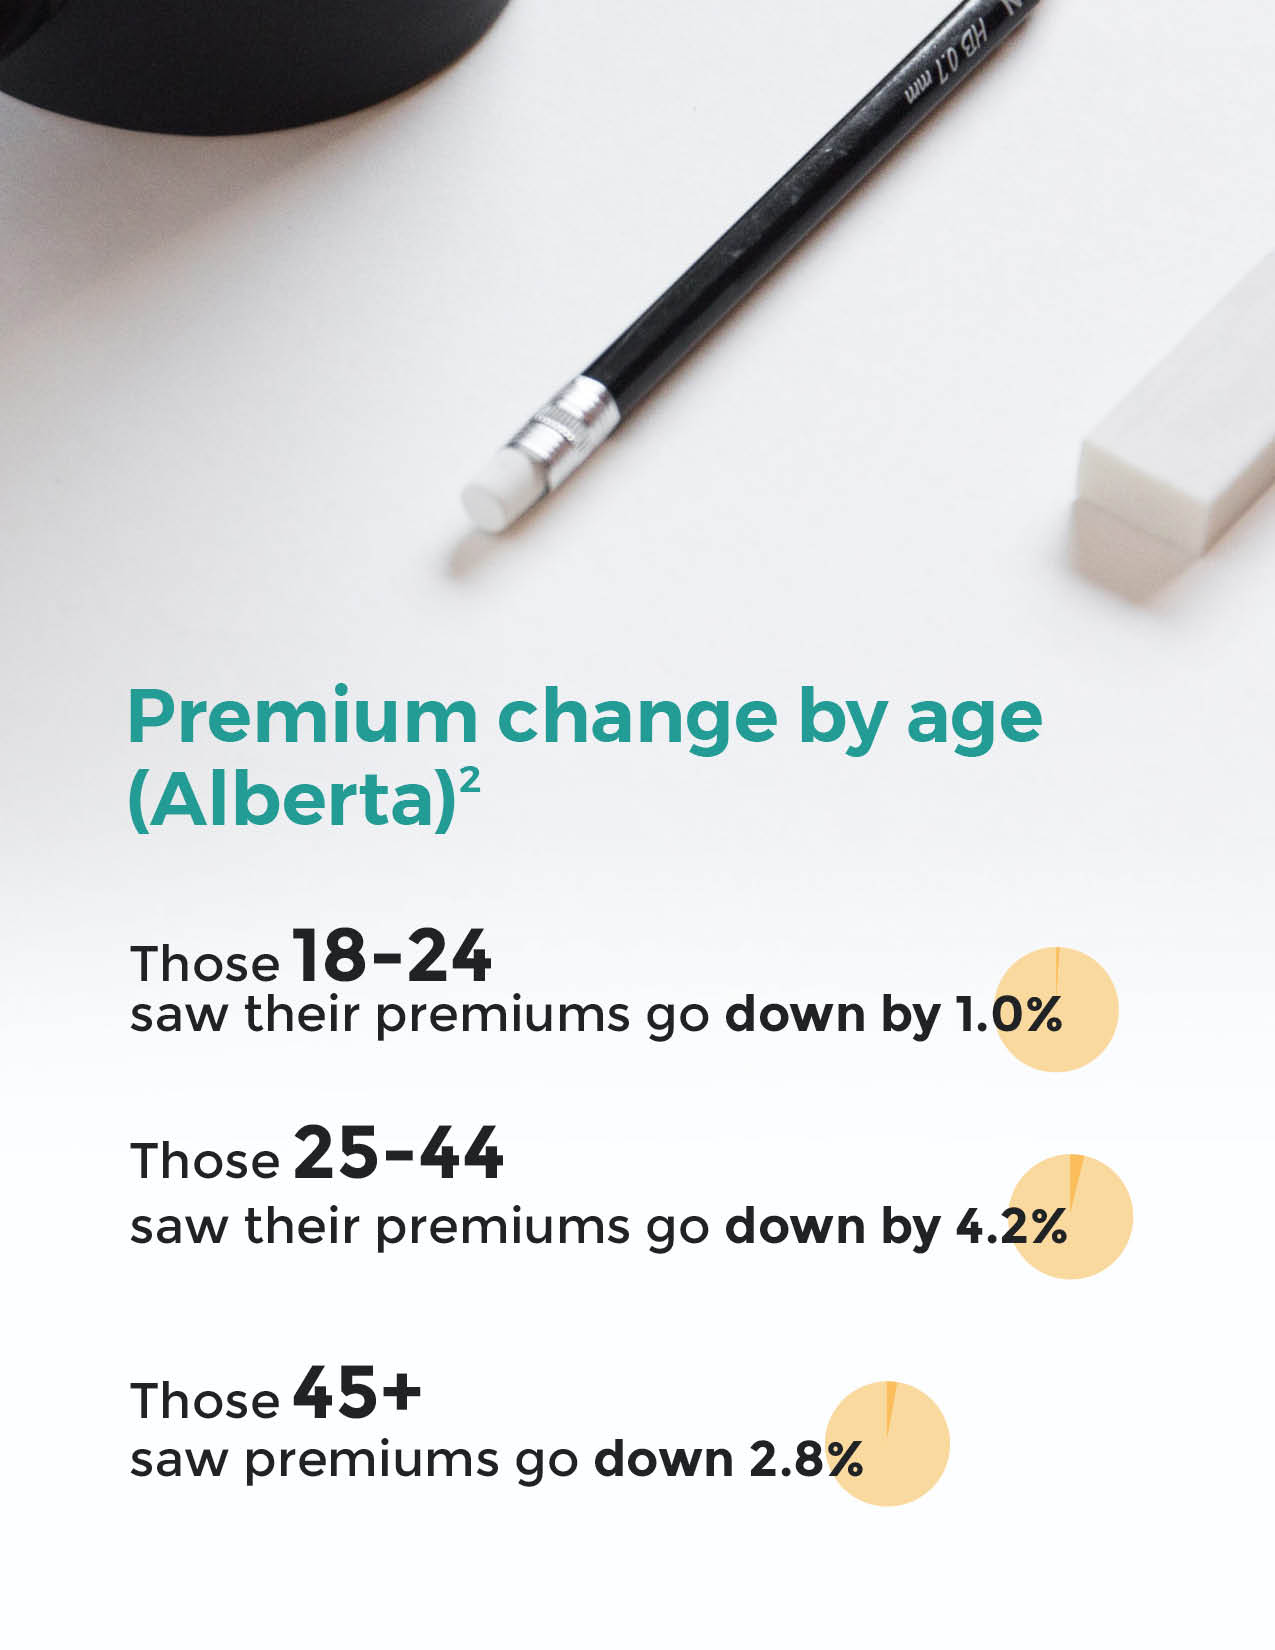 HB 0.7 mm
Premium change by age
(Alberta)²
Those 18-24
saw their premiums go down by 1.0%
Those 25-44
saw their premiums go down by 4.2%
Those 45+
saw premiums go down 2.8%